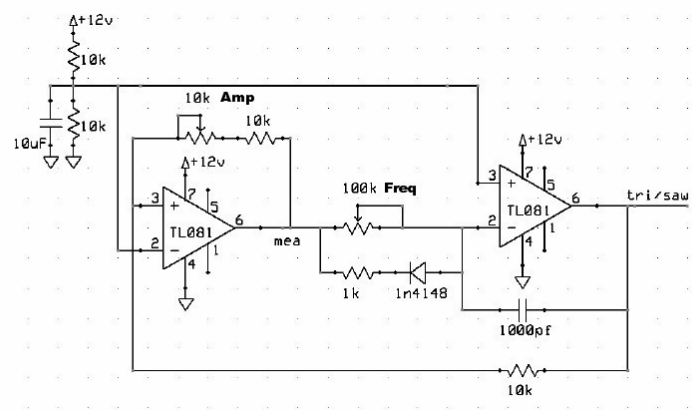 +12v
10k
10k
10uF
10k Amp
10k
+12v
3
+
7
5
TL081
6
2
−
4
1
mea
100k Freq
1k
1n4148
+12v
3
+
7
5
TL081
6
2
−
4
1
tri/saw
1000pf
10k